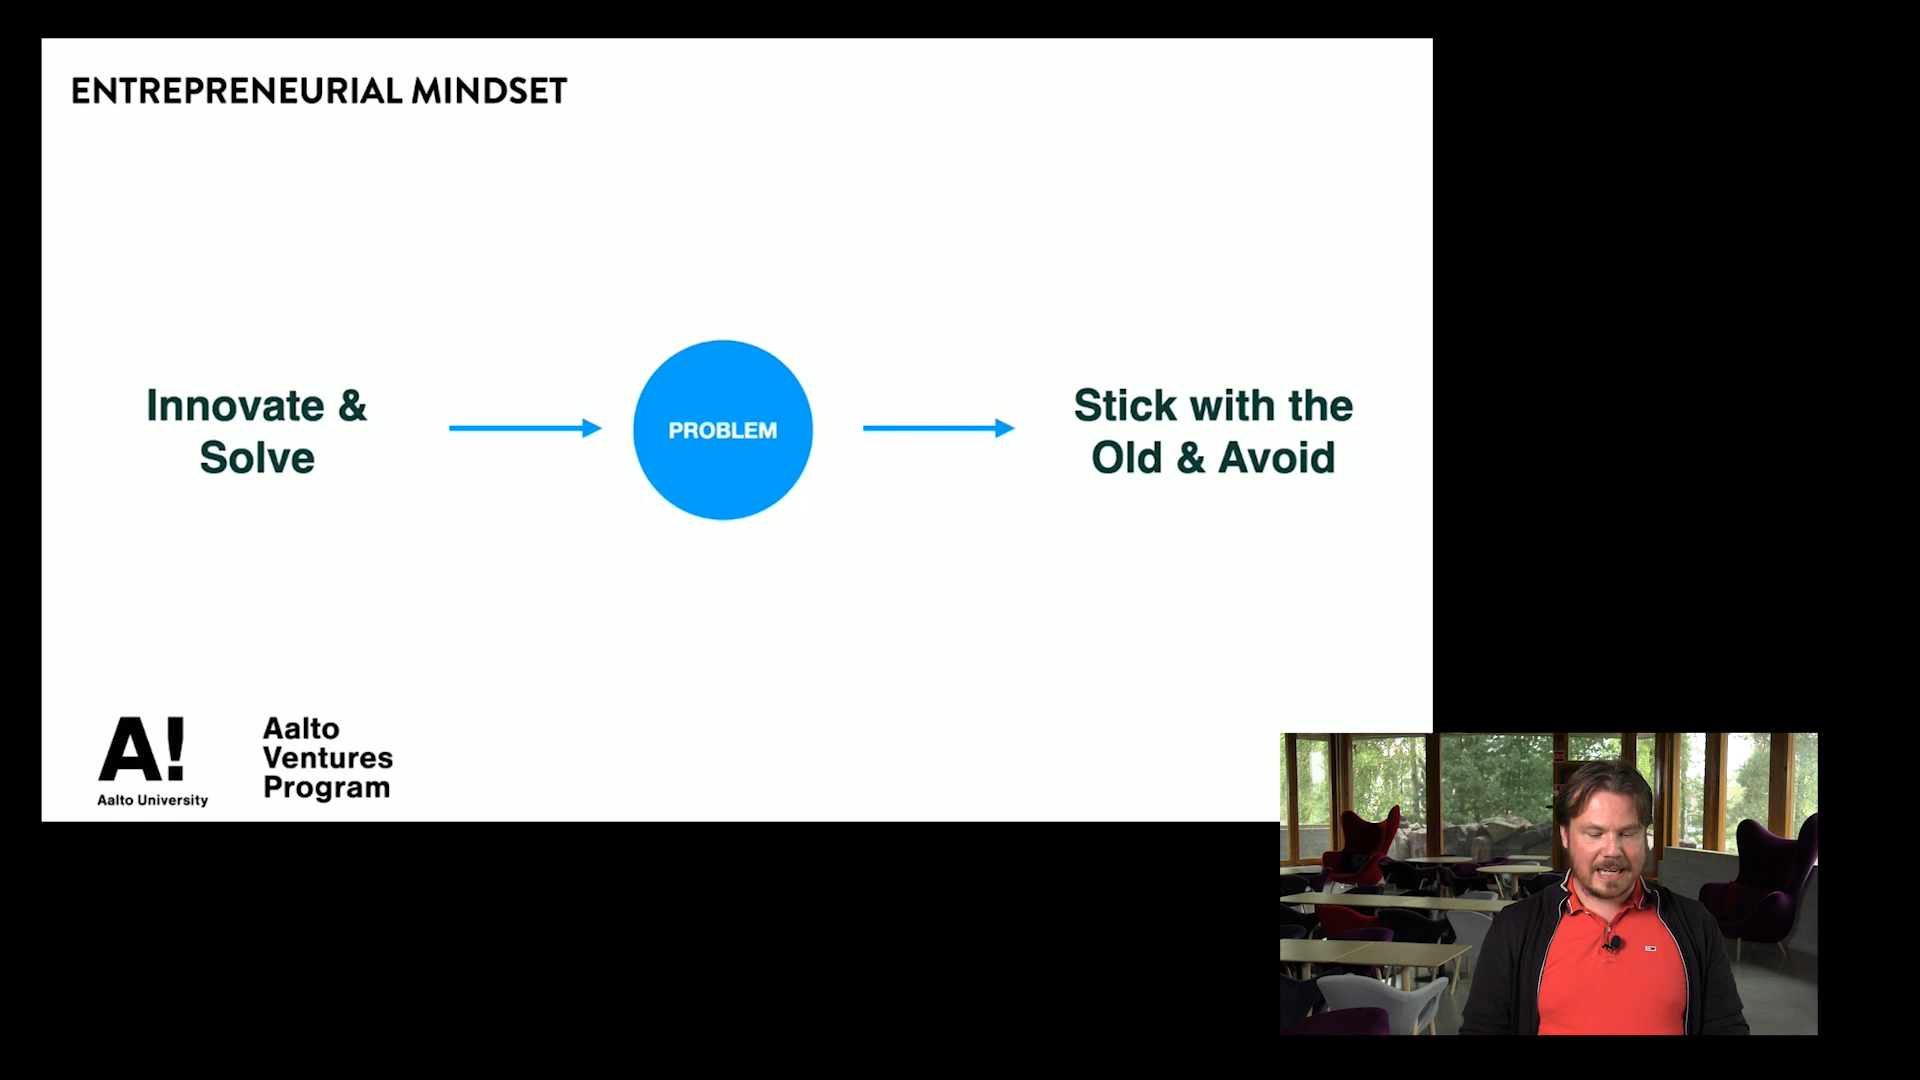 ENTREPRENEURIAL MINDSET
Innovate &
Solve
PROBLEM
Stick with the
Old & Avoid
A!
Aalto University
Aalto
Ventures
Program